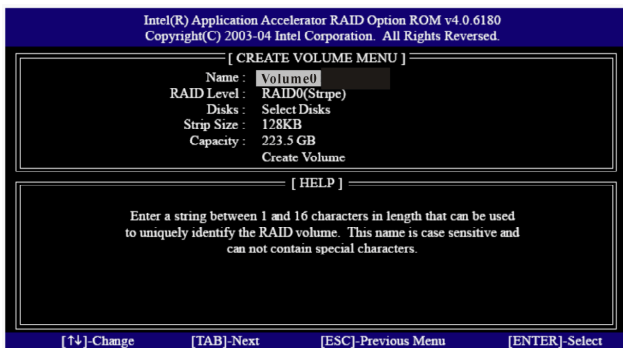 Intel(R) Application Accelerator RAID Option ROM v4.0.6180
Copyright(C) 2003-04 Intel Corporation. All Rights Reversed.
[ CREATE VOLUME MENU ]
Name : Volume0
RAID Level : RAID0(Stripe)
Disks : Select Disks
Strip Size : 128KB
Capacity : 223.5 GB
Create Volume
[ HELP ]
Enter a string between 1 and 16 characters in length that can be used
to uniquely identify the RAID volume. This name is case sensitive and
can not contain special characters.
[↑↓]-Change [TAB]-Next [ESC]-Previous Menu [ENTER]-Select